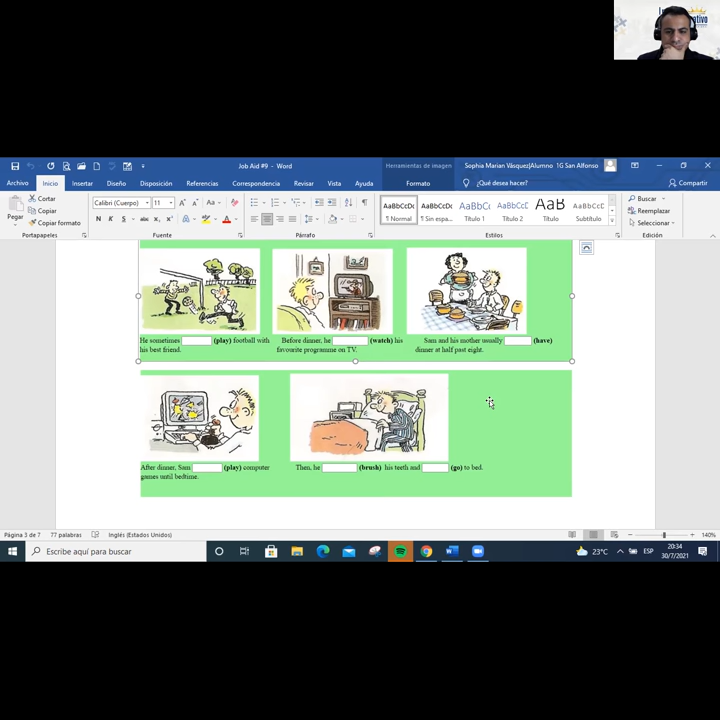 Job Aid #9 - Word
Herramientas de imagen
Sophia Marian Vásquez|Alumno 1G San Alfonso
Archivo Inicio Insertar Diseño Disposición Referencias Correspondencia Revisar Vista Ayuda Formato ¿Qué desea hacer? Compartir
Pegar
Cortar
Copiar
Copiar formato
Portapapeles
Calibri (Cuerpo) 11
Fuente
Párrafo
AaBbCcDc AaBbCcDc AaBbCc AaBbCcD AaB AaBbCcD
¶ Normal ¶ Sin espa... Título 1 Título 2 Título Subtítulo
Estilos
Buscar
Reemplazar
Seleccionar
Edición
He sometimes (play) football with
his best friend.
Before dinner, he (watch) his
favourite programme on TV.
Sam and his mother usually (have)
dinner at half past eight.
After dinner, Sam (play) computer
games until bedtime.
Then, he (brush) his teeth and (go) to bed.
Página 3 de 7 77 palabras Inglés (Estados Unidos) 140%
Escribe aquí para buscar
23°C ESP
20:34
30/7/2021